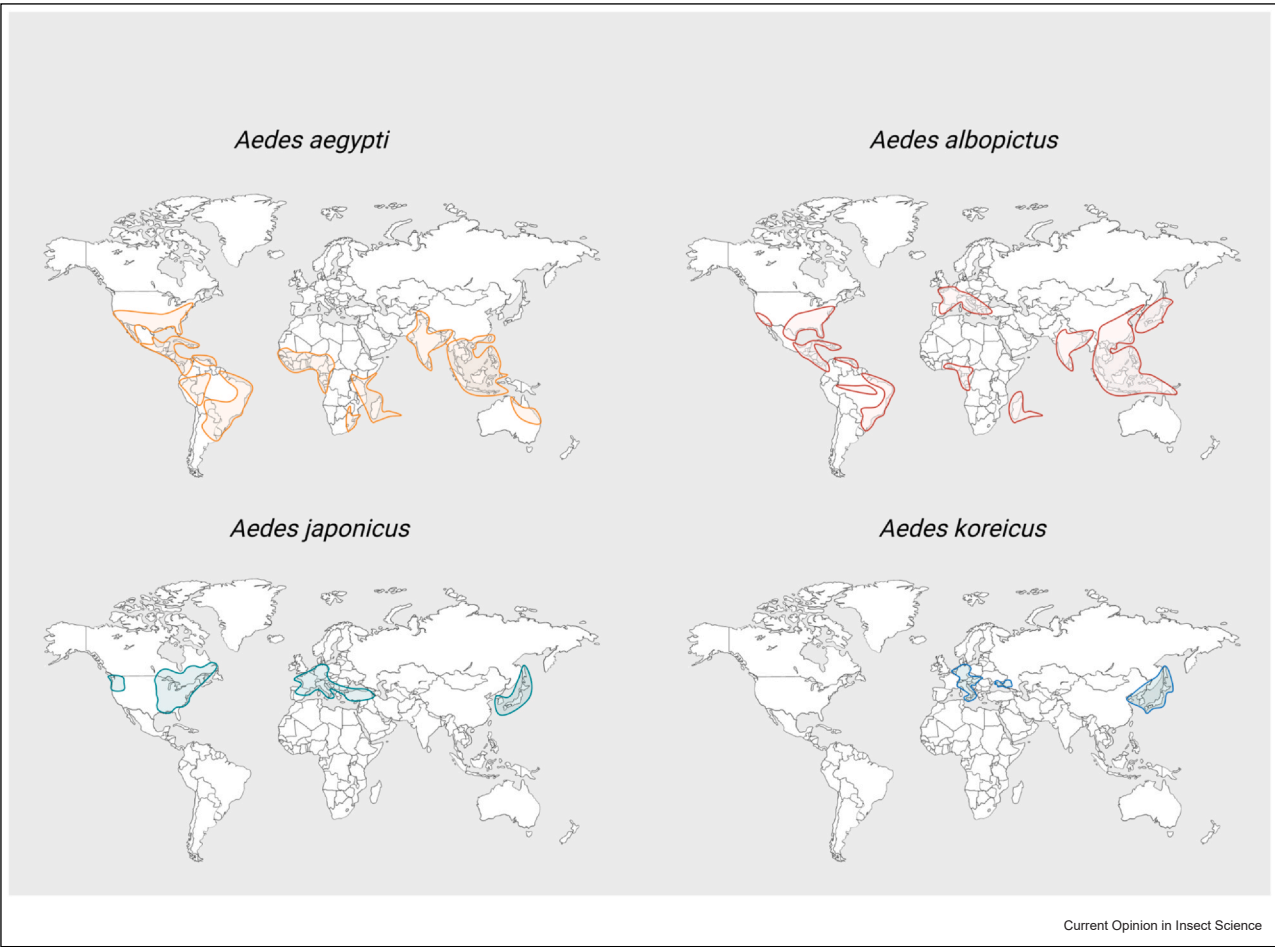 Aedes aegypti
Aedes albopictus
Aedes japonicus
Aedes koreicus
Current Opinion in Insect Science